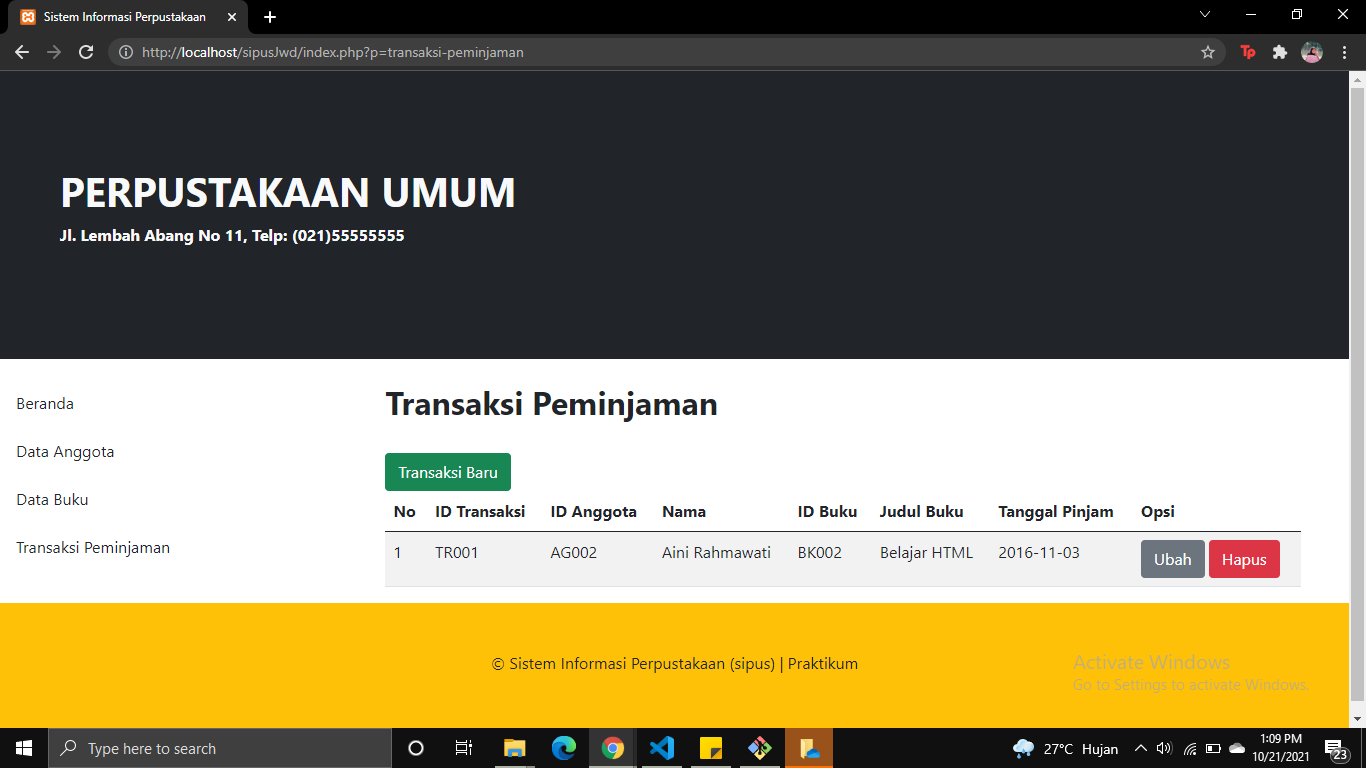 Sistem Informasi Perpustakaan
http://localhost/sipusJwd/index.php?p=transaksi-peminjaman
Tp
PERPUSTAKAAN UMUM
Jl. Lembah Abang No 11, Telp: (021)55555555
Beranda
Data Anggota
Data Buku
Transaksi Peminjaman
Transaksi Peminjaman
Transaksi Baru
No ID Transaksi ID Anggota Nama ID Buku Judul Buku Tanggal Pinjam Opsi
1 TR001 AG002 Aini Rahmawati BK002 Belajar HTML 2016-11-03 Ubah Hapus
© Sistem Informasi Perpustakaan (sipus) | Praktikum
Activate Windows
Go to Settings to activate Windows.
Type here to search
27°C Hujan
1:09 PM
10/21/2021
23